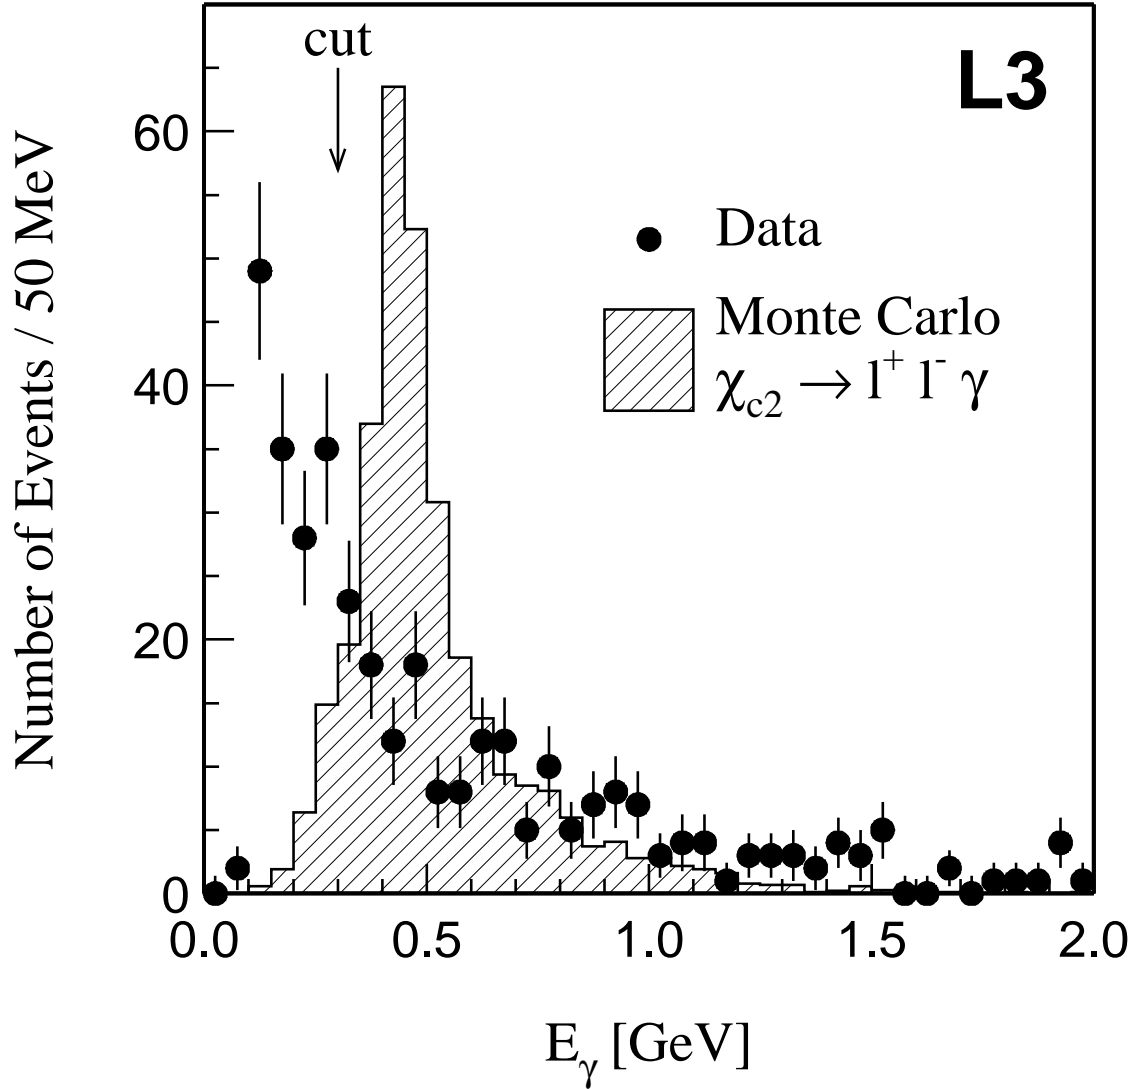 cut
L3
Data
Monte Carlo
χc2 → l+ l- γ
Number of Events / 50 MeV
60
40
20
0
0.0 0.5 1.0 1.5 2.0
Eγ [GeV]